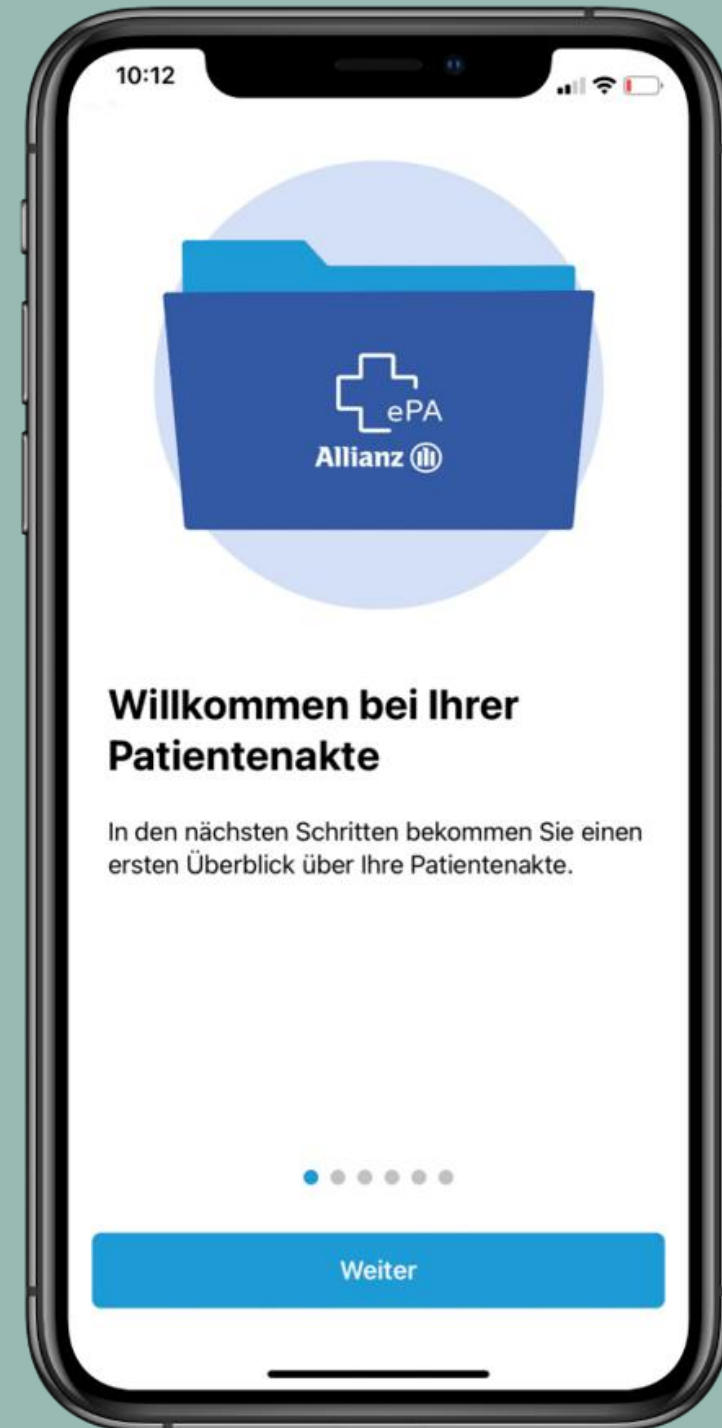 10:12
ePA
Allianz
Willkommen bei Ihrer
Patientenakte
In den nächsten Schritten bekommen Sie einen
ersten Überblick über Ihre Patientenakte.
Weiter